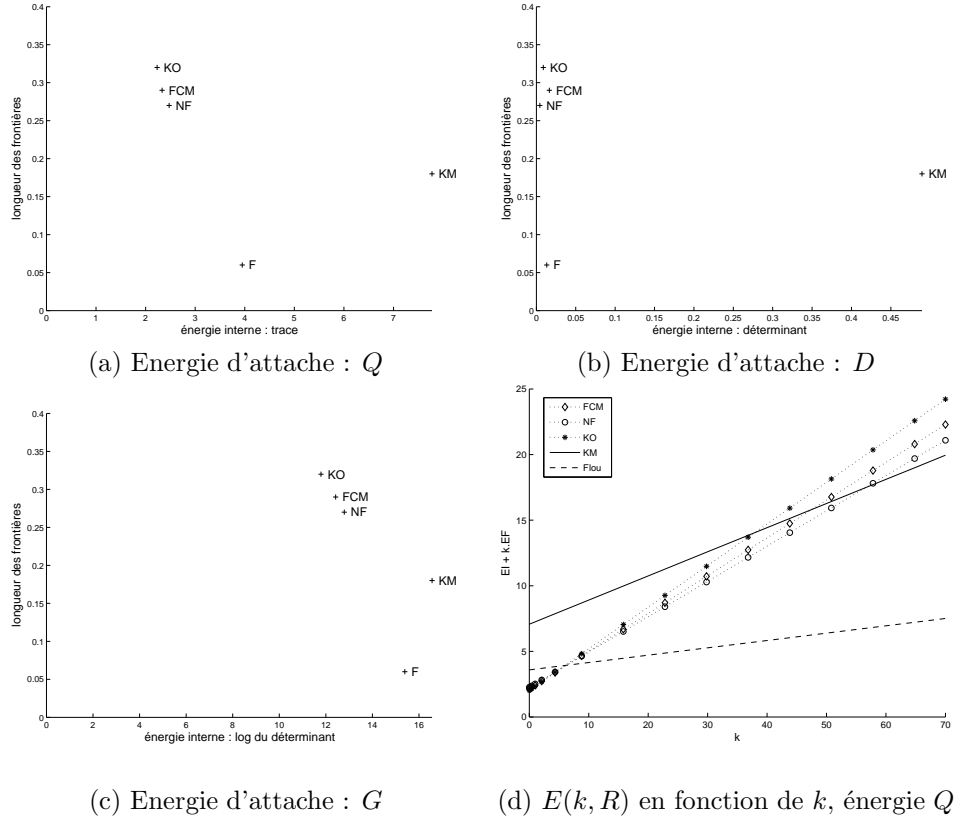 0.4
0.35
0.3
0.25
0.2
0.15
0.1
0.05
0
longueur des frontières
+ KO
+ FCM
+ NF
+ KM
+ F
0 1 2 3 4 5 6 7
énergie interne : trace
(a) Energie d'attache : Q
0.4
0.35
0.3
0.25
0.2
0.15
0.1
0.05
0
longueur des frontières
+ KO
+ FCM
+ NF
+ KM
+ F
0 0.05 0.1 0.15 0.2 0.25 0.3 0.35 0.4 0.45
énergie interne : déterminant
(b) Energie d'attache : D
0.4
0.35
0.3
0.25
0.2
0.15
0.1
0.05
0
longueur des frontières
+ KO
+ FCM
+ NF
+ KM
+ F
0 2 4 6 8 10 12 14 16
énergie interne : log du déterminant
(c) Energie d'attache : G
25
20
15
10
5
0
EI + k.EF
FCM
NF
KO
KM
Flou
0 10 20 30 40 50 60 70
k
(d) E(k, R) en fonction de k, énergie Q